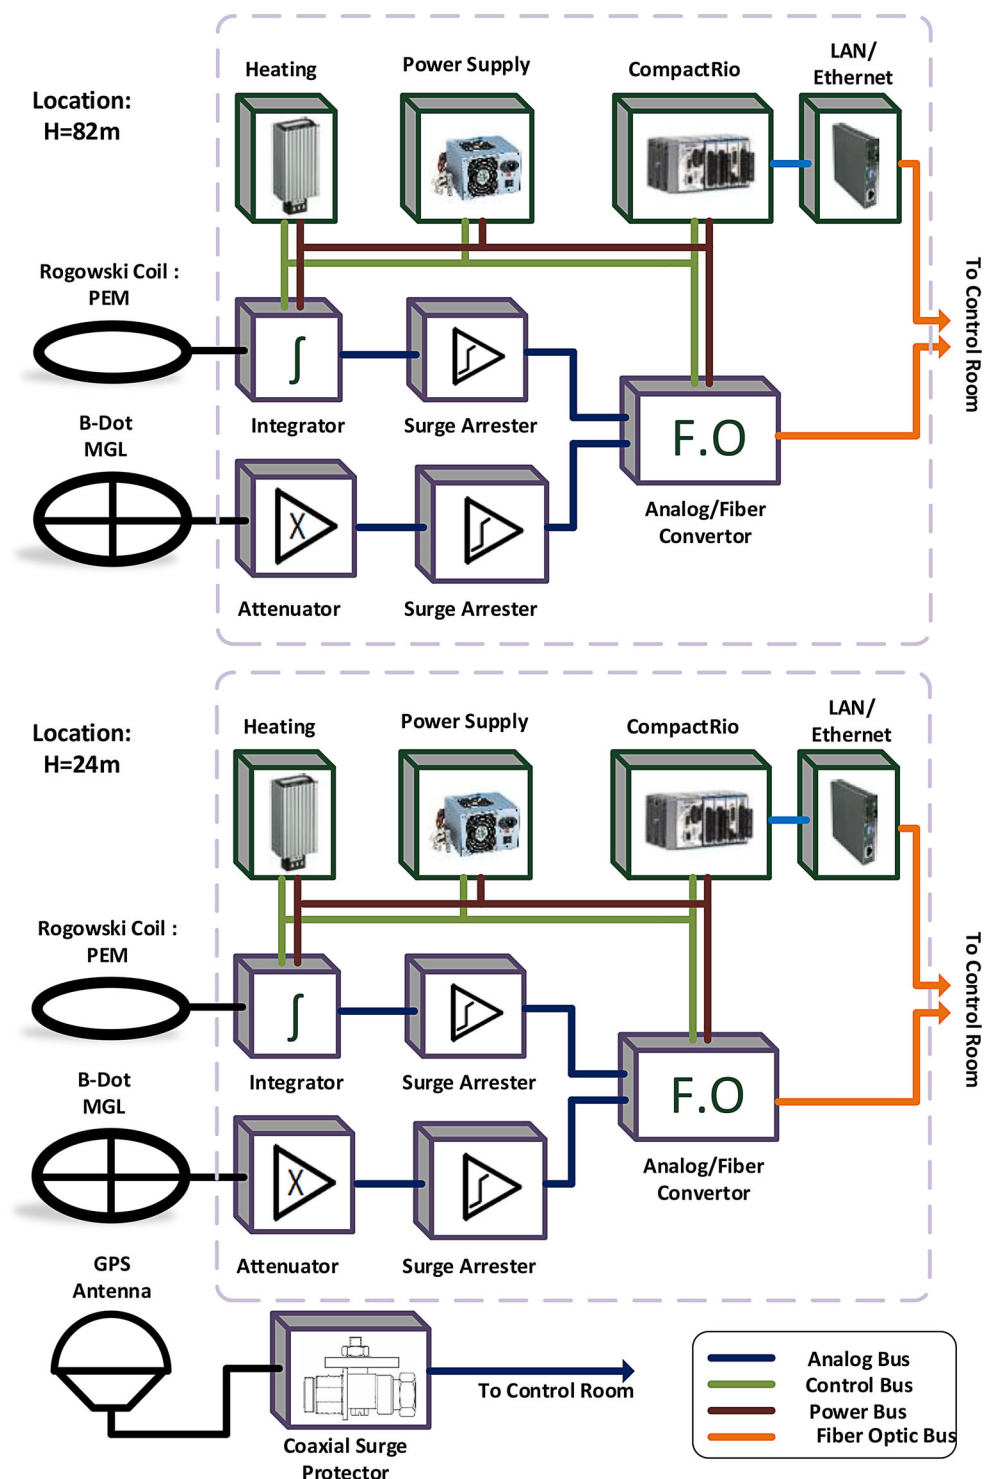 Heating
Power Supply
CompactRio
LAN/
Ethernet
Location:
H=82m
Rogowski Coil :
PEM
∫
Integrator
Surge Arrester
To Control Room
B-Dot
MGL
F.O
Analog/Fiber
Convertor
X
Attenuator
Surge Arrester
Heating
Power Supply
CompactRio
LAN/
Ethernet
Location:
H=24m
Rogowski Coil :
PEM
∫
Integrator
Surge Arrester
To Control Room
B-Dot
MGL
F.O
Analog/Fiber
Convertor
X
Attenuator
Surge Arrester
GPS
Antenna
To Control Room
Coaxial Surge
Protector
Analog Bus
Control Bus
Power Bus
Fiber Optic Bus